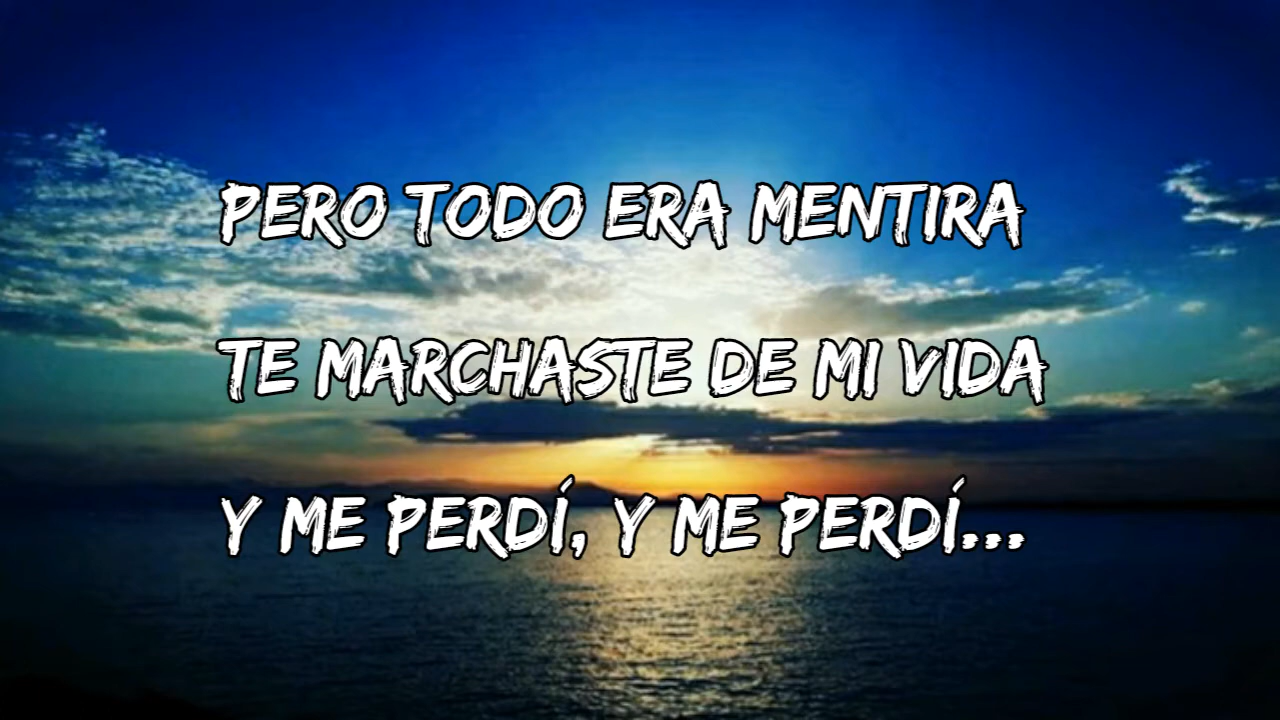 PERO TODO ERA MENTIRA
TE MARCHASTE DE MI VIDA
Y ME PERDÍ, Y ME PERDÍ...